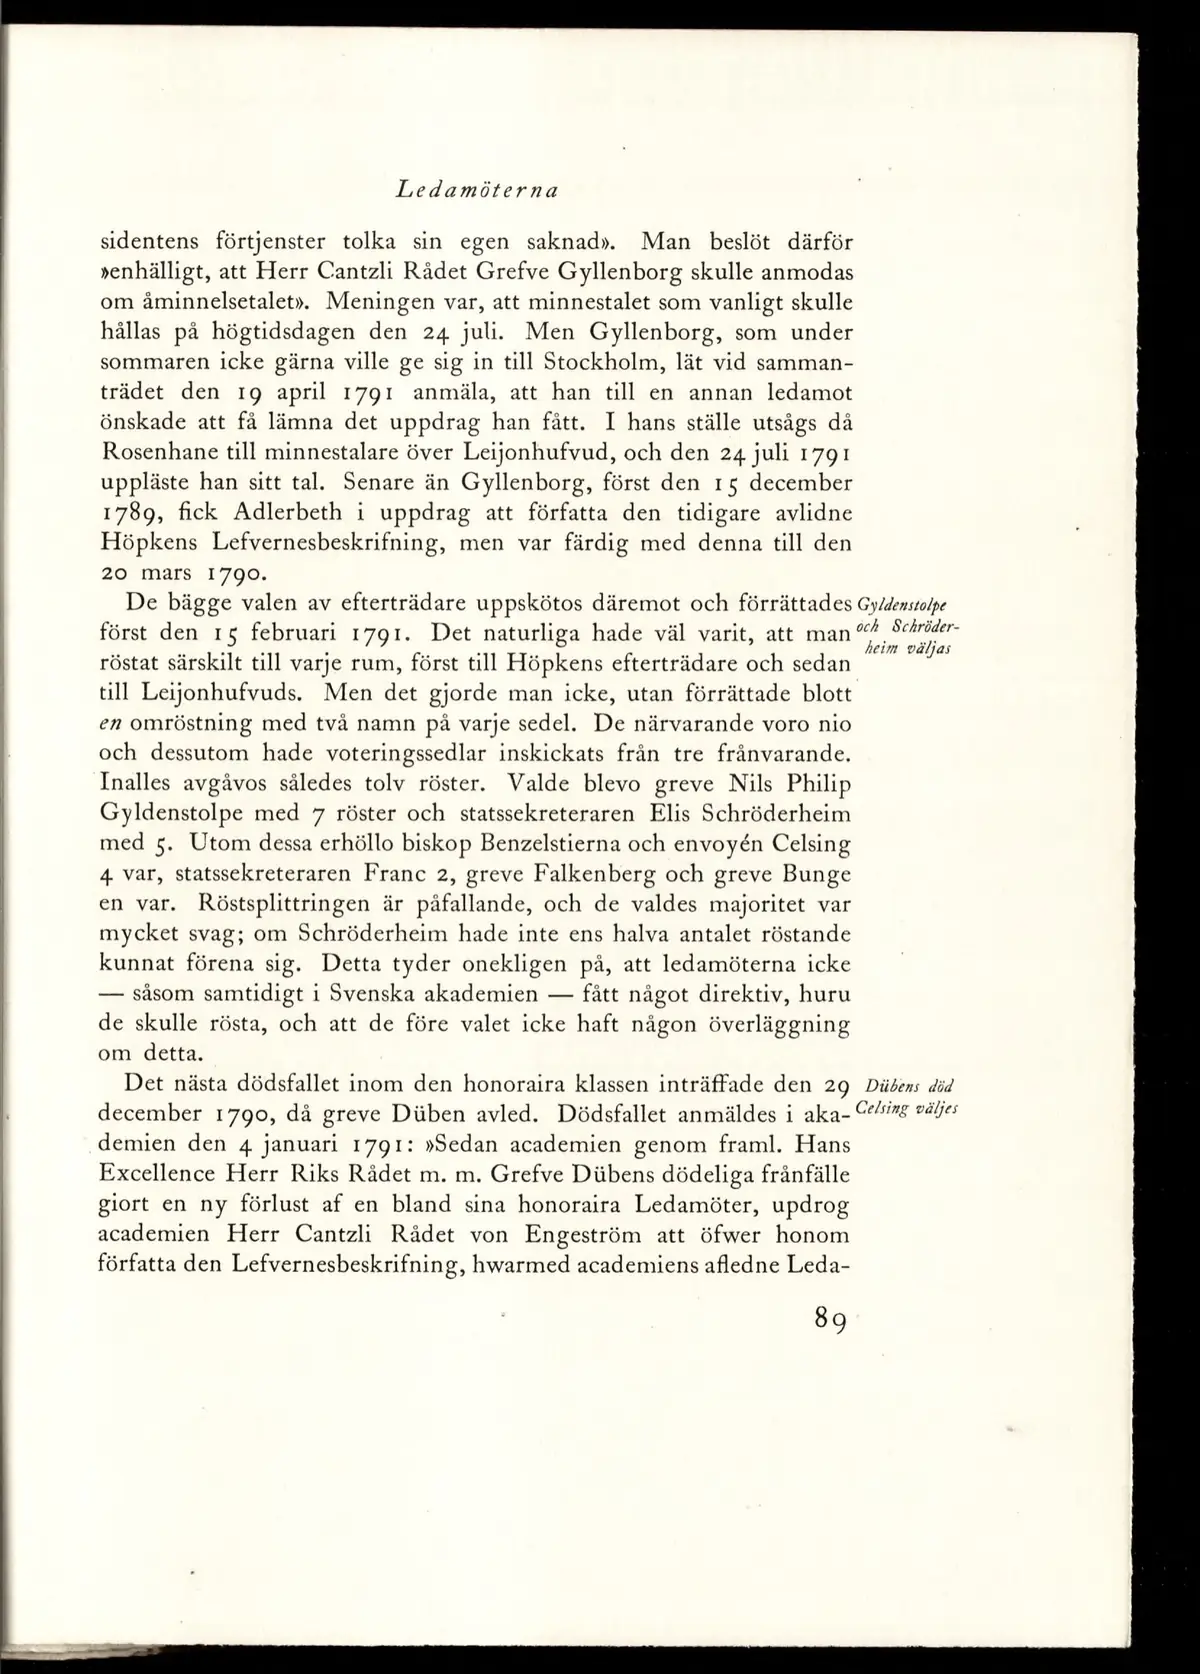 Ledamöterna
sidentens förtjenster tolka sin egen saknad». Man beslöt därför
»enhälligt, att Herr Cantzli Rådet Grefve Gyllenborg skulle anmodas
om åminnelsetalet». Meningen var, att minnestalet som vanligt skulle
hållas på högtidsdagen den 24 juli. Men Gyllenborg, som under
sommaren icke gärna ville ge sig in till Stockholm, lät vid samman-
trädet den 19 april 1791 anmäla, att han till en annan ledamot
önskade att få lämna det uppdrag han fått. I hans ställe utsågs då
Rosenhane till minnestalare över Leijonhufvud, och den 24 juli 1791
uppläste han sitt tal. Senare än Gyllenborg, först den 15 december
1789, fick Adlerbeth i uppdrag att författa den tidigare avlidne
Höpkens Lefvernesbeskrifning, men var färdig med denna till den
20 mars 1790.
De bägge valen av efterträdare uppskötos däremot och förrättades
först den 15 februari 1791. Det naturliga hade väl varit, att man
röstat särskilt till varje rum, först till Höpkens efterträdare och sedan
till Leijonhufvuds. Men det gjorde man icke, utan förrättade blott
en omröstning med två namn på varje sedel. De närvarande voro nio
och dessutom hade voteringssedlar inskickats från tre frånvarande.
Inalles avgåvos således tolv röster. Valde blevo greve Nils Philip
Gyldenstolpe med 7 röster och statssekreteraren Elis Schröderheim
med 5. Utom dessa erhöllo biskop Benzelstierna och envoyén Celsing
4 var, statssekreteraren Franc 2, greve Falkenberg och greve Bunge
en var. Röstsplittringen är påfallande, och de valdes majoritet var
mycket svag; om Schröderheim hade inte ens halva antalet röstande
kunnat förena sig. Detta tyder onekligen på, att ledamöterna icke
— såsom samtidigt i Svenska akademien — fått något direktiv, huru
de skulle rösta, och att de före valet icke haft någon överläggning
om detta.
Gyldenstolpe
och Schröder-
heim väljas
Det nästa dödsfallet inom den honoraira klassen inträffade den 29
december 1790, då greve Düben avled. Dödsfallet anmäldes i aka-
demien den 4 januari 1791: »Sedan academien genom framl. Hans
Excellence Herr Riks Rådet m. m. Grefve Dübens dödeliga frånfälle
giort en ny förlust af en bland sina honoraira Ledamöter, updrog
academien Herr Cantzli Rådet von Engeström att öfwer honom
författa den Lefvernesbeskrifning, hwarmed academiens afledne Leda-
Dübens död
Celsing väljes
89